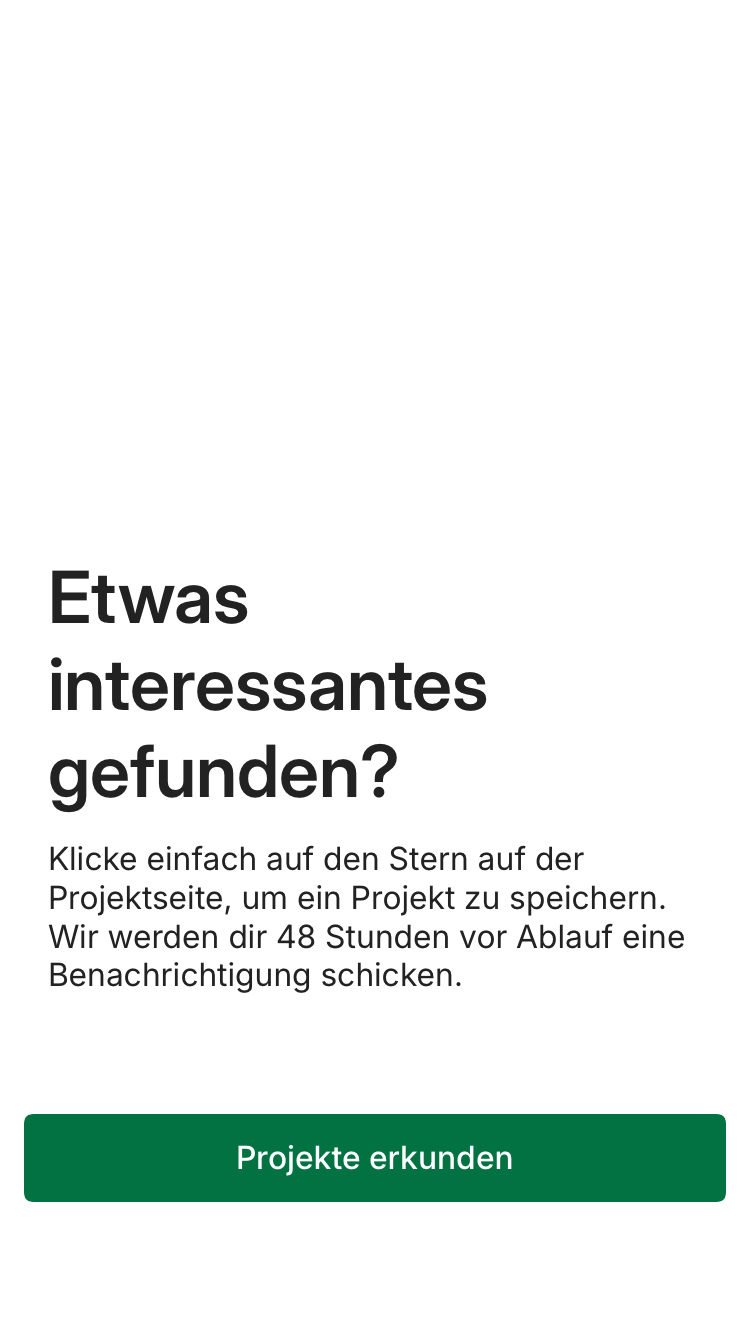 Etwas
interessantes
gefunden?
Klicke einfach auf den Stern auf der
Projektseite, um ein Projekt zu speichern.
Wir werden dir 48 Stunden vor Ablauf eine
Benachrichtigung schicken.
Projekte erkunden